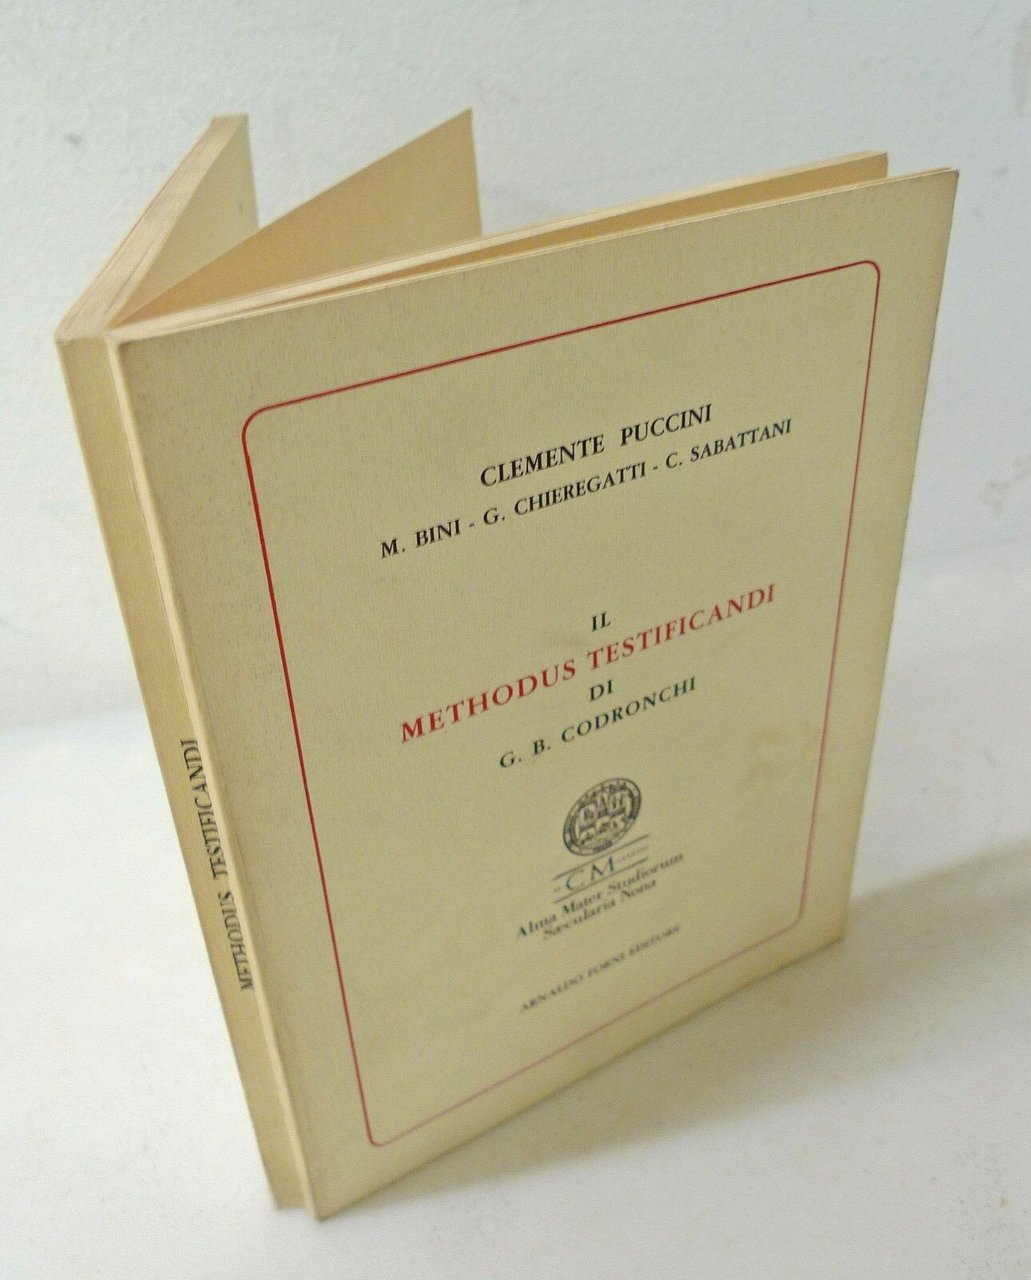 CLEMENTE PUCCINI
M. BINI - G. CHIEREGATTI - C. SABATTANI
IL
METHODUS TESTIFICANDI
DI
G. B. CODRONCHI
CM
Alma Mater Studiorum
Sæcularia Nona
ARNALDO FORNI EDITORE
METHODUS TESTIFICANDI